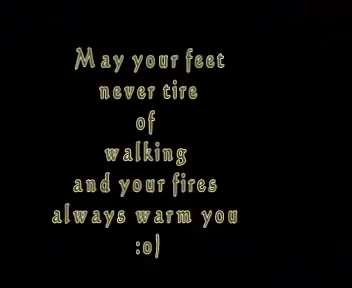 May your feet
never tire
of
walking
and your fires
always warm you
:o)